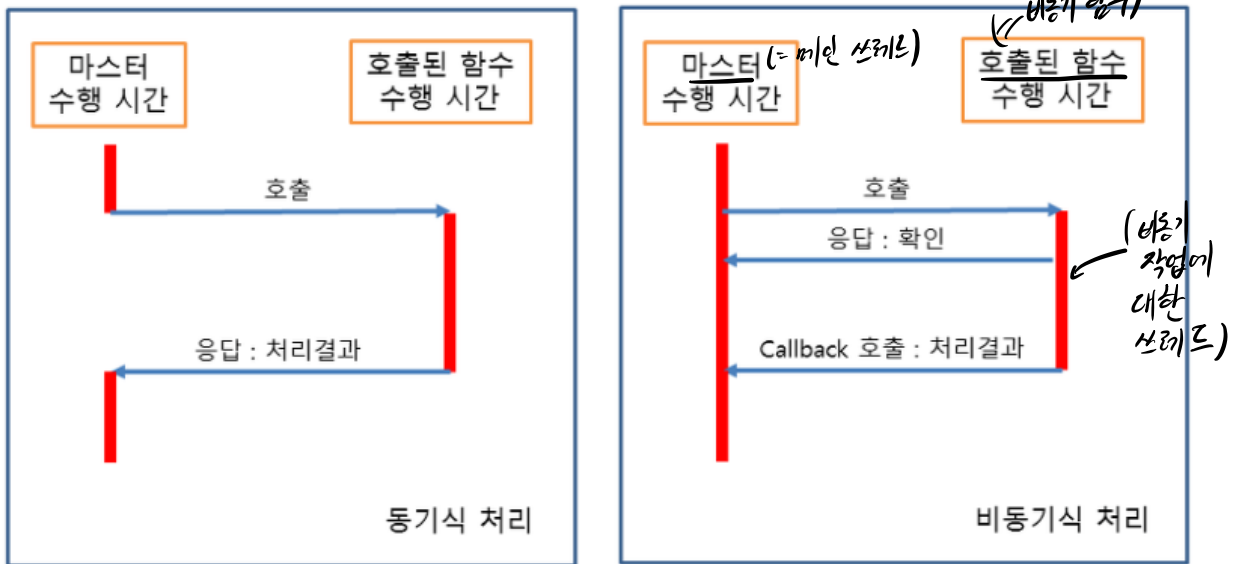 마스터
수행 시간
호출된 함수
수행 시간
호출
응답 : 처리결과
동기식 처리
마스터 (= 메인 쓰레드)
수행 시간
비동기 함수)
호출된 함수
수행 시간
호출
응답 : 확인
Callback 호출 : 처리결과
(비동기
작업에
대한
쓰레드)
비동기식 처리